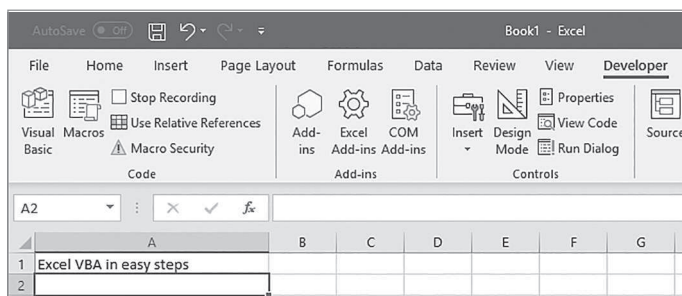 AutoSave Off Book1 - Excel
File Home Insert Page Layout Formulas Data Review View Developer
Stop Recording
Use Relative References
Macro Security
Visual Basic
Macros
Code
Add-ins
Excel Add-ins
COM Add-ins
Add-ins
Insert
Design Mode
Properties
View Code
Run Dialog
Controls
Source
A2 fx
A B C D E F G
1 Excel VBA in easy steps
2